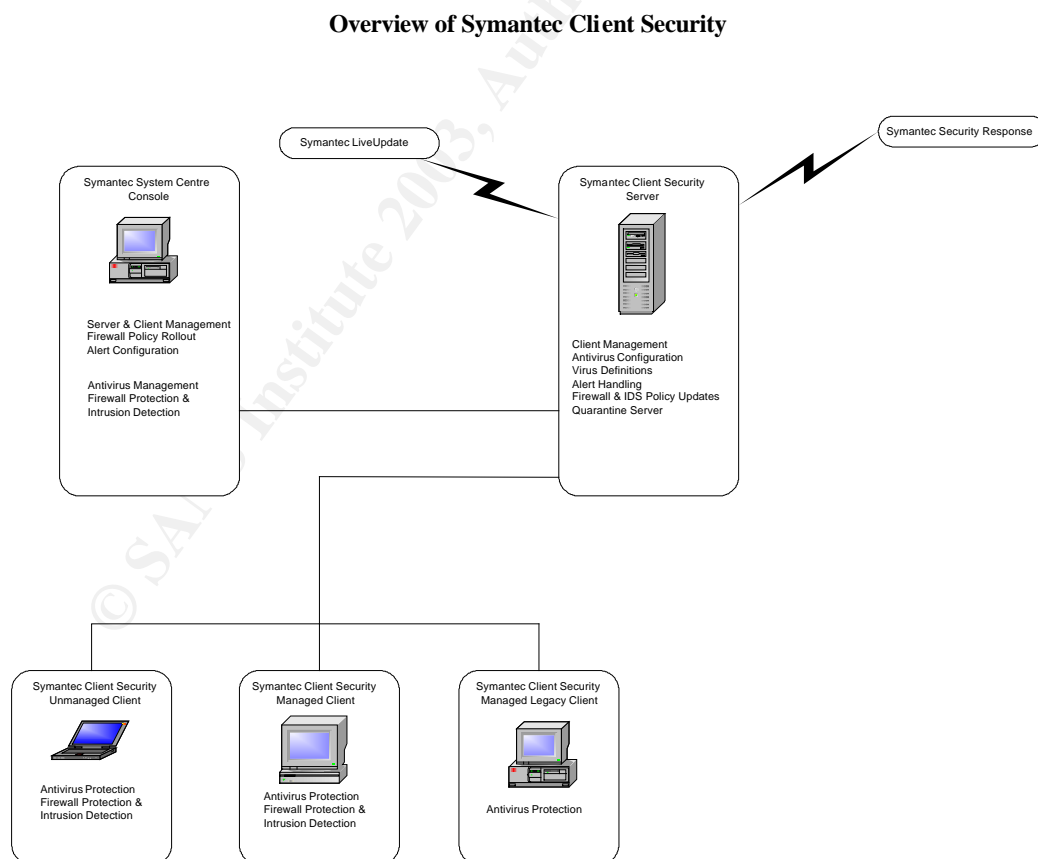 Overview of Symantec Client Security
Symantec LiveUpdate
Symantec Security Response
Symantec System Centre
Console
Server & Client Management
Firewall Policy Rollout
Alert Configuration
Antivirus Management
Firewall Protection &
Intrusion Detection
Symantec Client Security
Server
Client Management
Antivirus Configuration
Virus Definitions
Alert Handling
Firewall & IDS Policy Updates
Quarantine Server
Symantec Client Security
Unmanaged Client
Antivirus Protection
Firewall Protection &
Intrusion Detection
Symantec Client Security
Managed Client
Antivirus Protection
Firewall Protection &
Intrusion Detection
Symantec Client Security
Managed Legacy Client
Antivirus Protection
© SANS Institute 2003, Auth